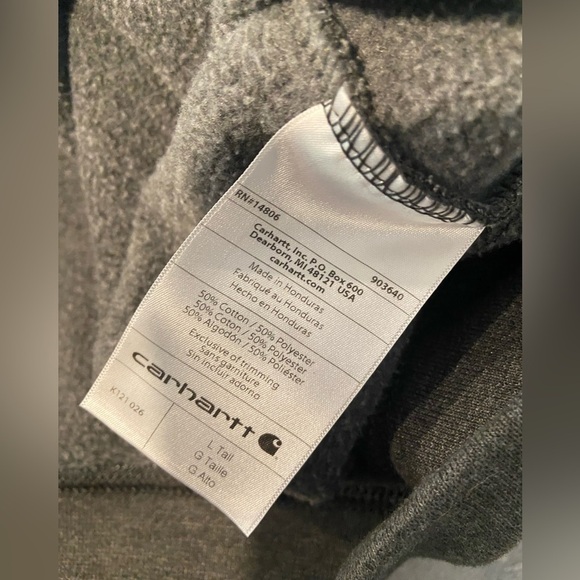 RN#14806
903640
Carhartt, Inc. P.O. Box 600
Dearborn, MI 48121 USA
carhartt.com
Made in Honduras
Fabriqué au Honduras
Hecho en Honduras
50% Cotton / 50% Polyester
50% Coton / 50% Polyester
50% Algodón / 50% Poliéster
Exclusive of trimming
Sans garniture
Sin incluir adorno
carhartt
K121 026
L Tall
G Taille
G Alto